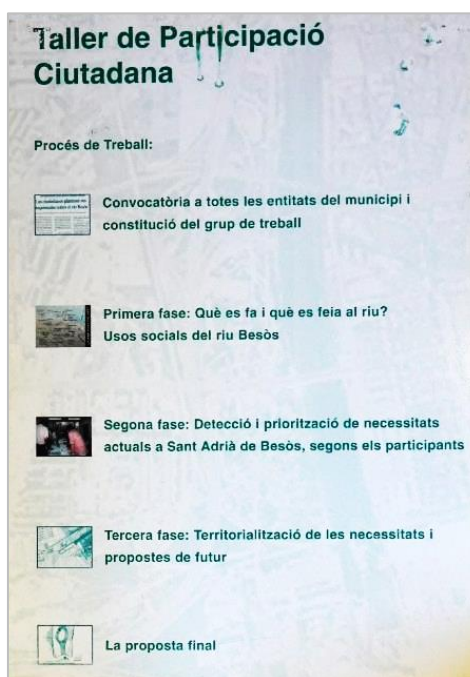 Taller de Participació
Ciutadana
Procés de Treball:
Convocatòria a totes les entitats del municipi i
constitució del grup de treball
Primera fase: Què es fa i què es feia al riu?
Usos socials del riu Besòs
Segona fase: Detecció i priorització de necessitats
actuals a Sant Adrià de Besòs, segons els participants
Tercera fase: Territorialització de les necessitats i
propostes de futur
La proposta final